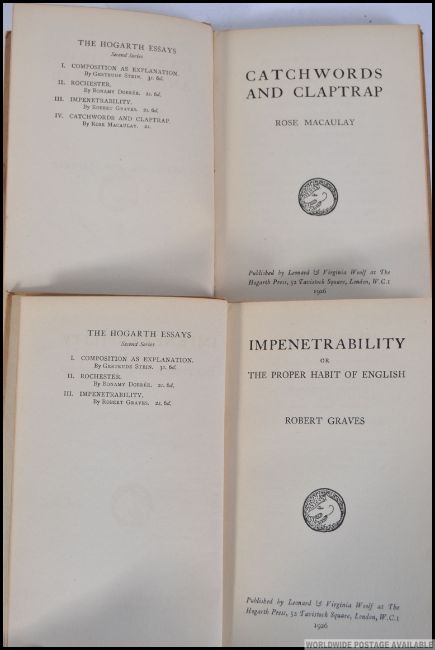 THE HOGARTH ESSAYS
Second Series
I. COMPOSITION AS EXPLANATION.
By GERTRUDE STEIN. 3s. 6d.
II. ROCHESTER.
By BONAMY DOBRÉE. 2s. 6d.
III. IMPENETRABILITY.
By ROBERT GRAVES. 2s. 6d.
IV. CATCHWORDS AND CLAPTRAP.
By ROSE MACAULAY. 2s.
CATCHWORDS
AND CLAPTRAP
ROSE MACAULAY
Published by Leonard & Virginia Woolf at The
Hogarth Press, 52 Tavistock Square, London, W.C.1
1926
THE HOGARTH ESSAYS
Second Series
I. COMPOSITION AS EXPLANATION.
By GERTRUDE STEIN. 3s. 6d.
II. ROCHESTER.
By BONAMY DOBRÉE. 2s. 6d.
III. IMPENETRABILITY.
By ROBERT GRAVES. 2s. 6d.
IMPENETRABILITY
OR
THE PROPER HABIT OF ENGLISH
ROBERT GRAVES
Published by Leonard & Virginia Woolf at The
Hogarth Press, 52 Tavistock Square, London, W.C.1
1926
WORLDWIDE POSTAGE AVAILABLE